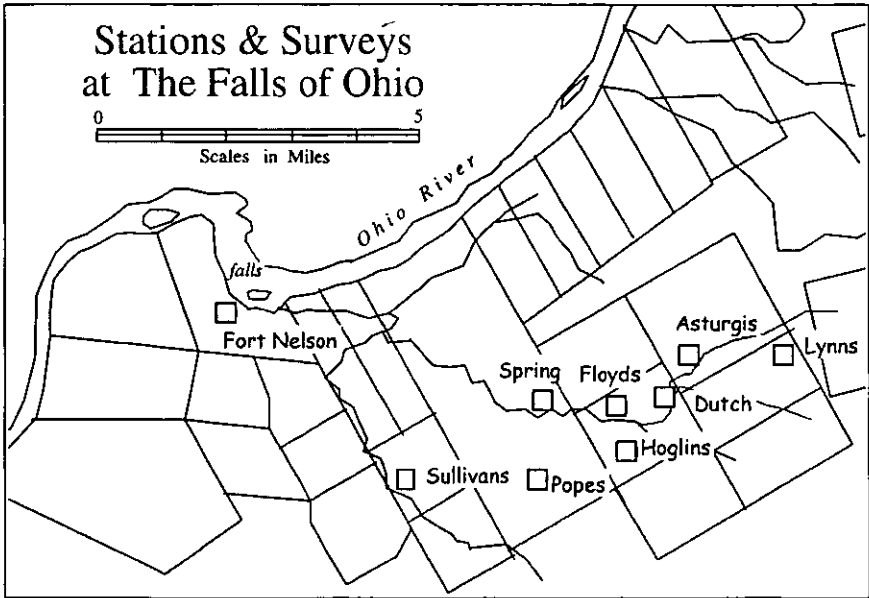 Stations & Surveys
at The Falls of Ohio
0 5
Scales in Miles
Ohio River
falls
Fort Nelson
Asturgis
Lynns
Spring
Floyds
Dutch
Hoglins
Sullivans
Popes